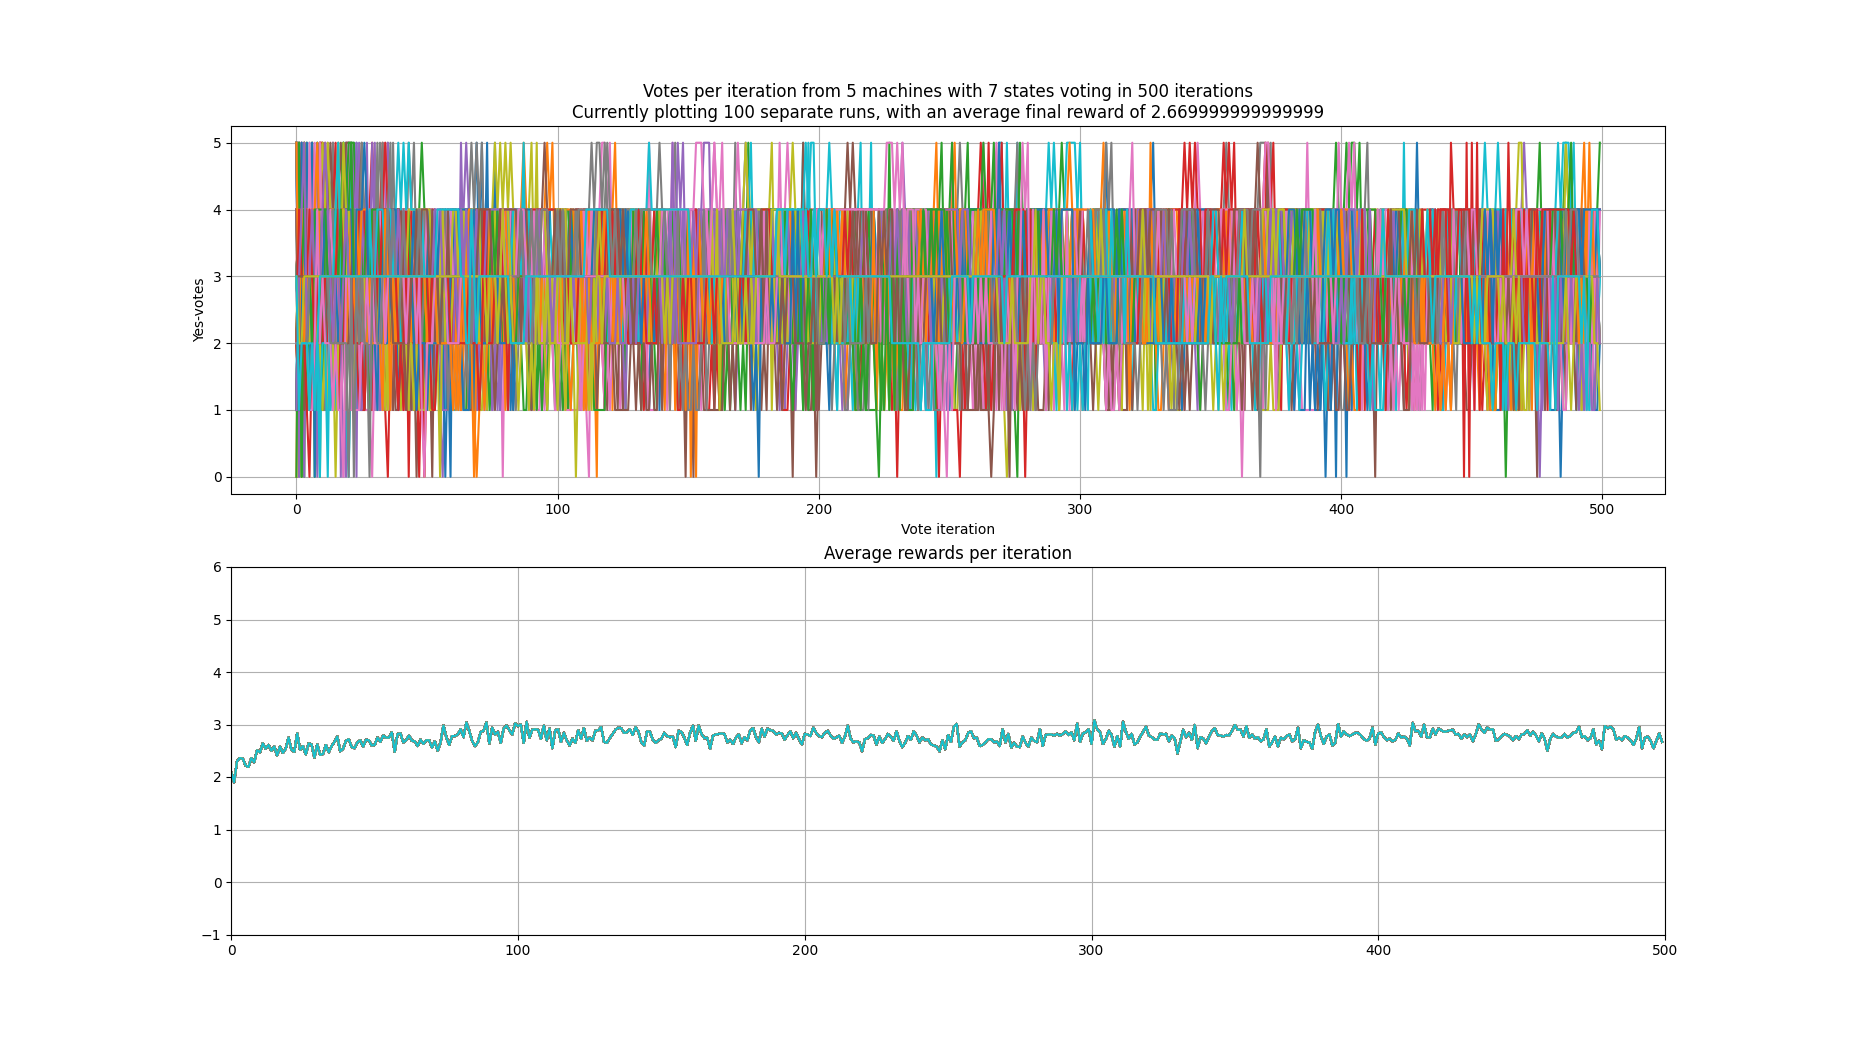 Votes per iteration from 5 machines with 7 states voting in 500 iterations
Currently plotting 100 separate runs, with an average final reward of 2.669999999999999
5
4
3
2
1
0
Yes-votes
0 100 200 300 400 500
Vote iteration
Average rewards per iteration
6
5
4
3
2
1
0
−1
0 100 200 300 400 500